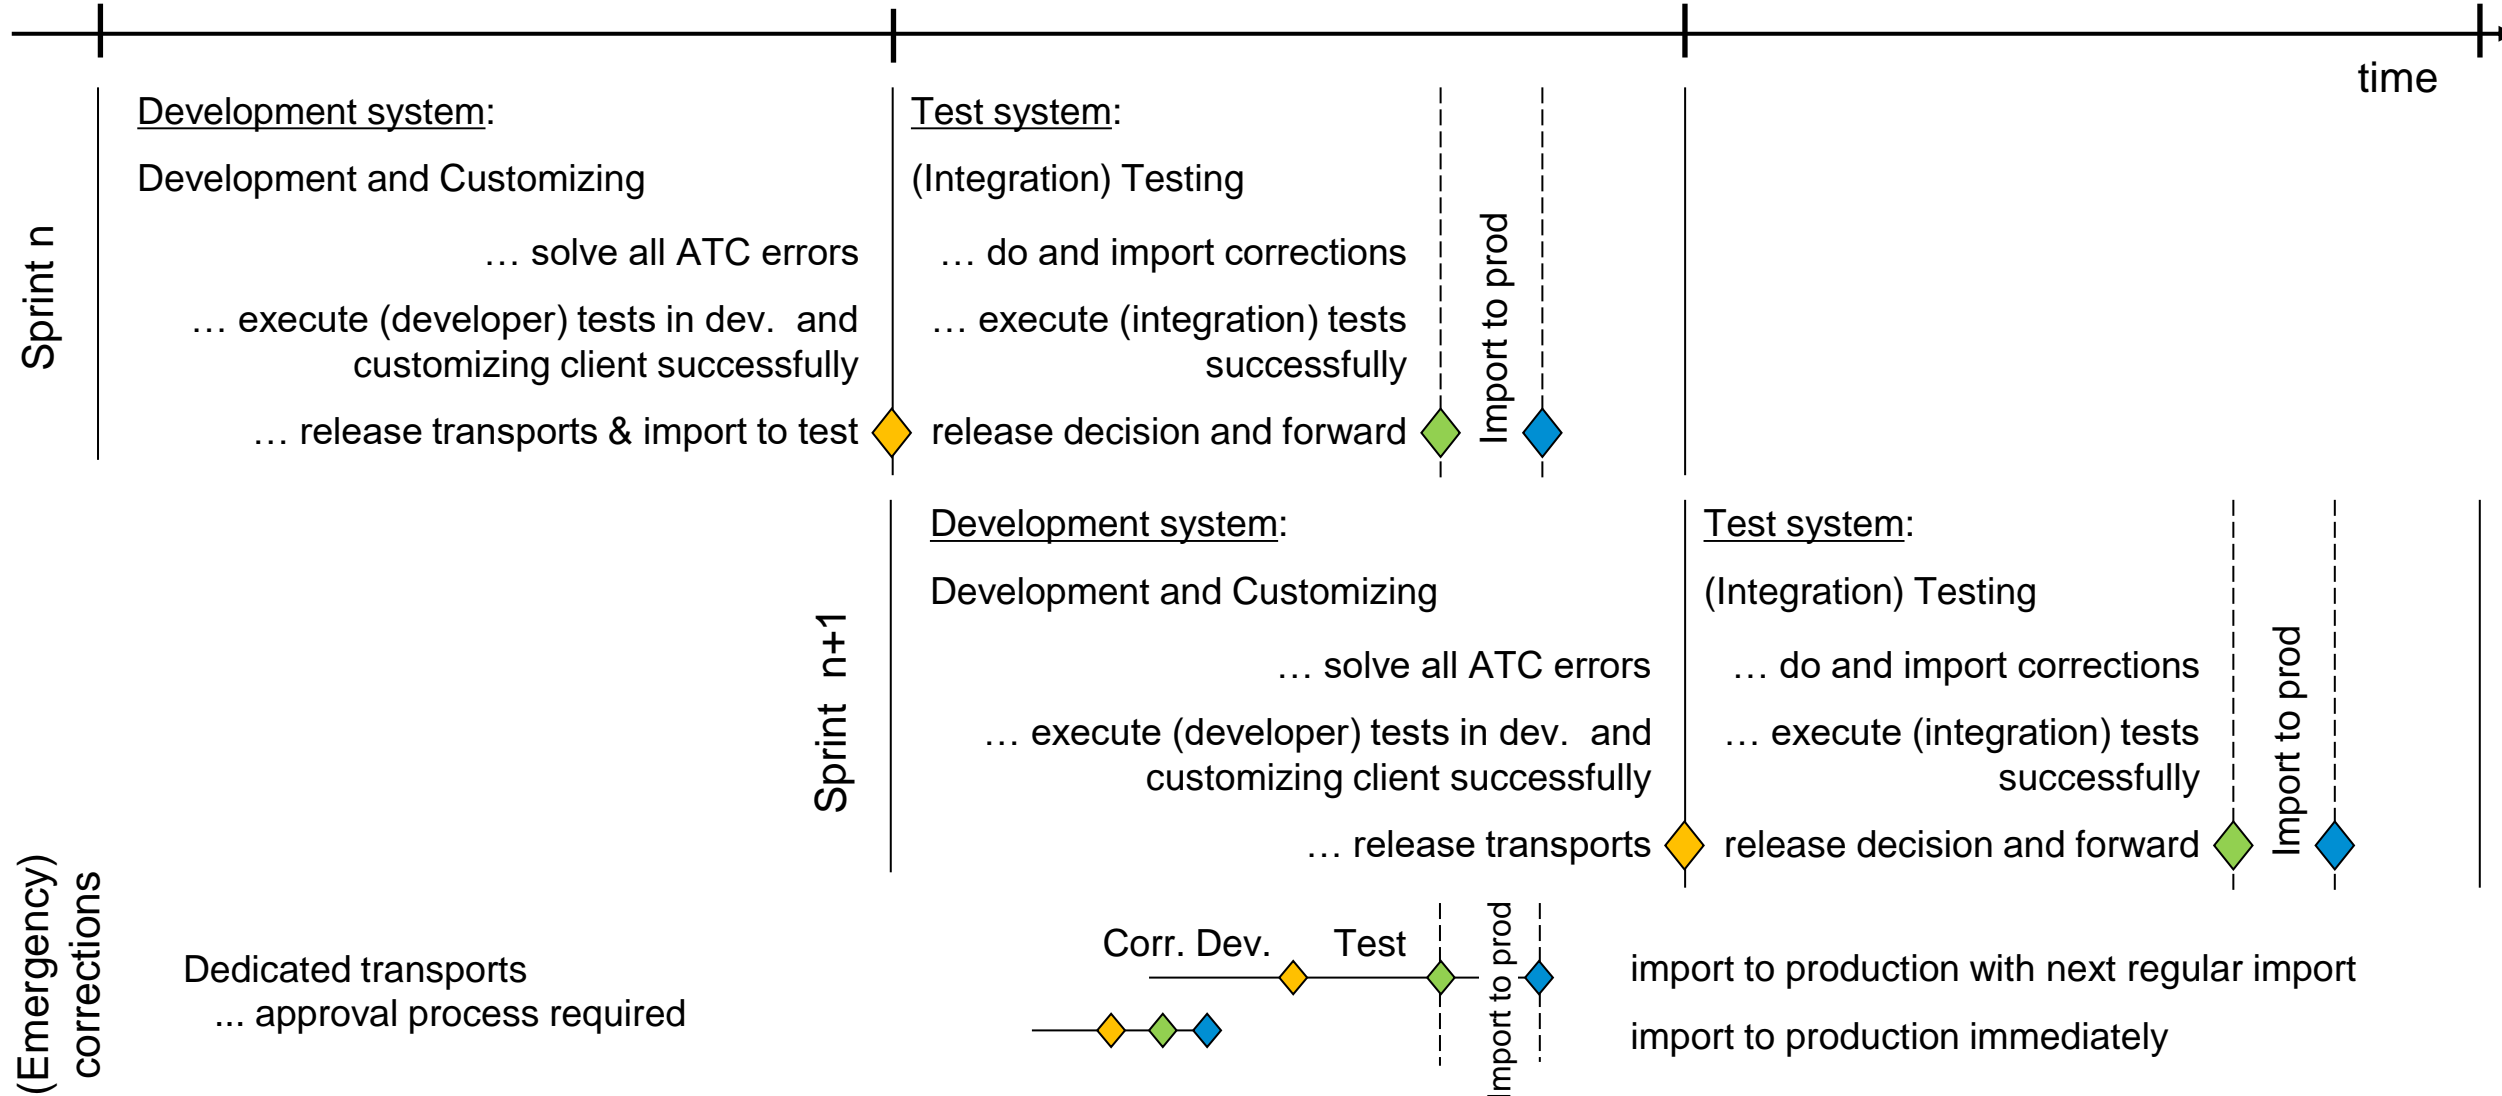 time
Sprint n
Development system:
Development and Customizing
… solve all ATC errors
… execute (developer) tests in dev.  and
customizing client successfully
… release transports & import to test
Test system:
(Integration) Testing
… do and import corrections
… execute (integration) tests
successfully
release decision and forward
Import to prod
Sprint  n+1
Development system:
Development and Customizing
… solve all ATC errors
… execute (developer) tests in dev.  and
customizing client successfully
… release transports
Test system:
(Integration) Testing
… do and import corrections
… execute (integration) tests
successfully
release decision and forward
Import to prod
(Emergency)
corrections
Dedicated transports
... approval process required
Corr. Dev.
Test
Import to prod
import to production with next regular import
import to production immediately